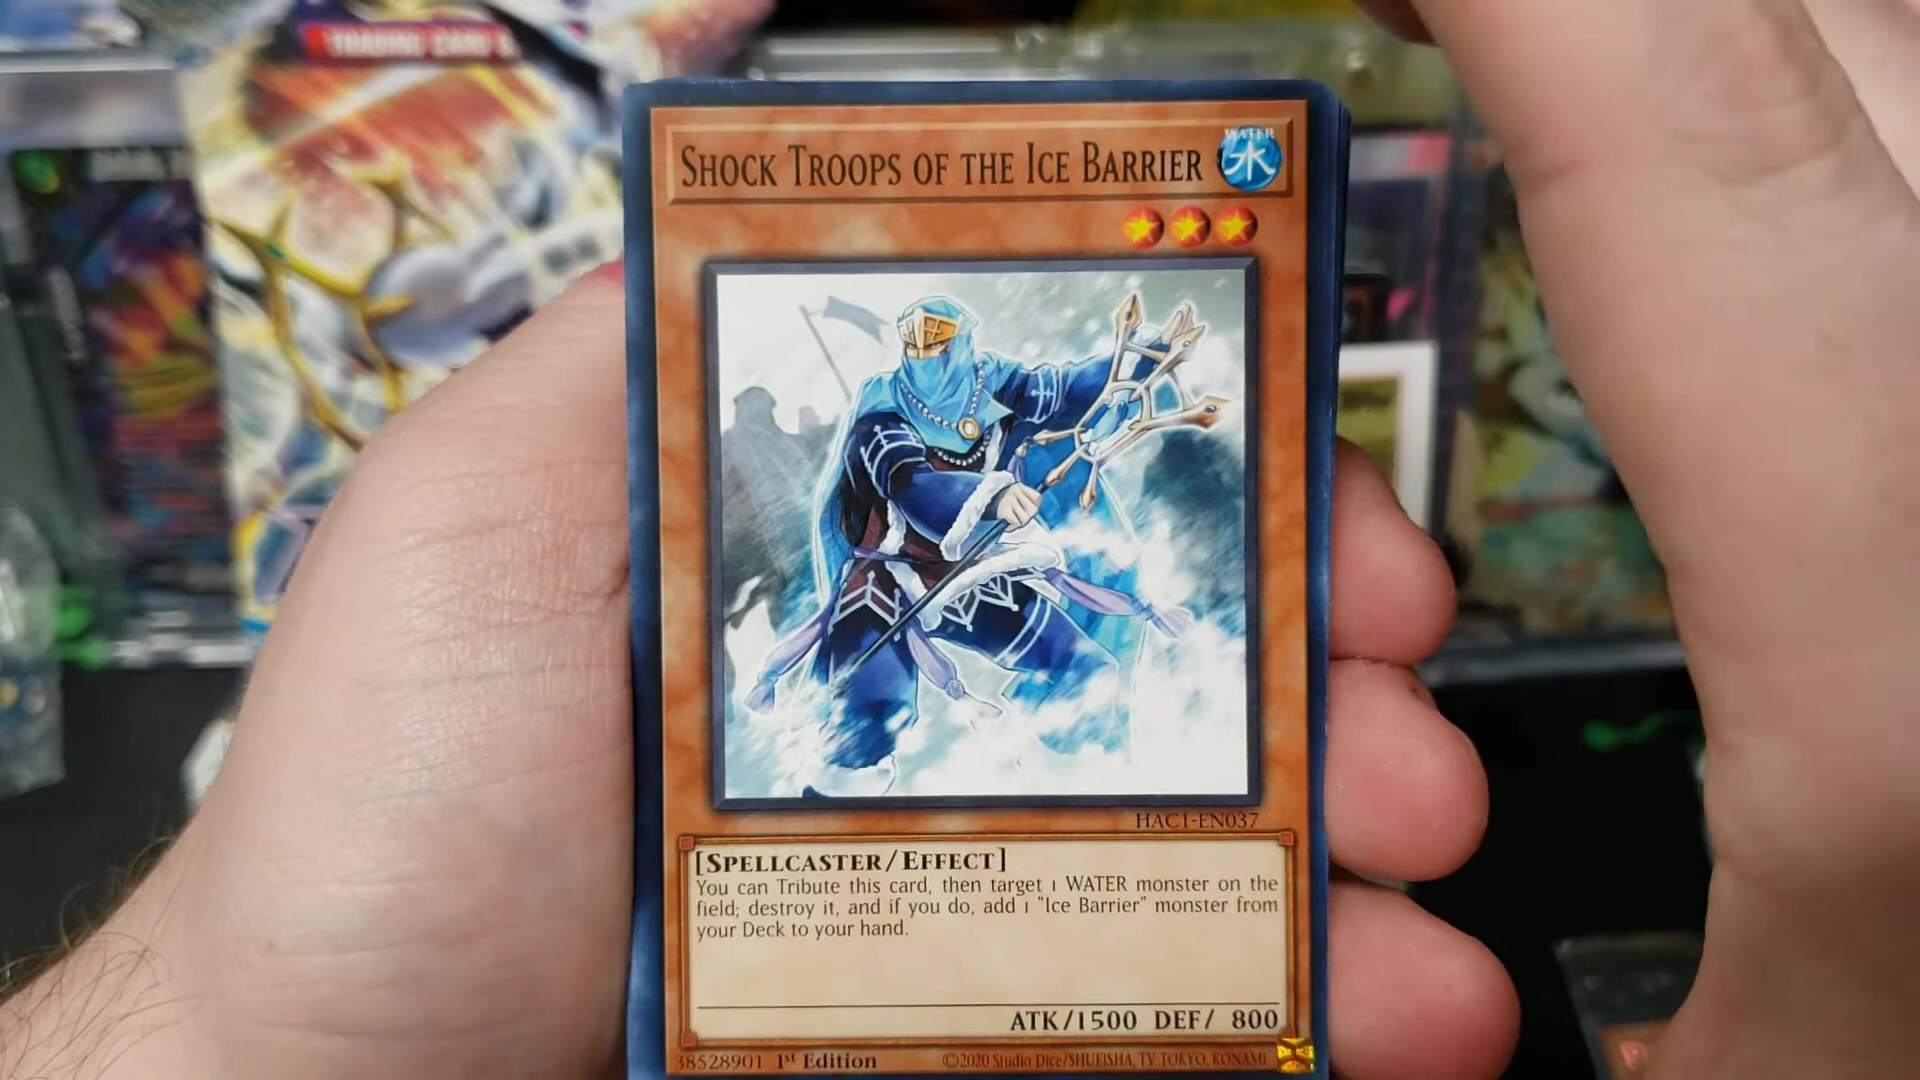 TRADING CARD
SHOCK TROOPS OF THE ICE BARRIER
WATER
水
HAC1-EN037
[SPELLCASTER/EFFECT]
You can Tribute this card, then target 1 WATER monster on the
field; destroy it, and if you do, add 1 "Ice Barrier" monster from
your Deck to your hand.
ATK/1500 DEF/ 800
38528901 1st Edition ©2020 Studio Dice/SHUEISHA, TV TOKYO, KONAMI